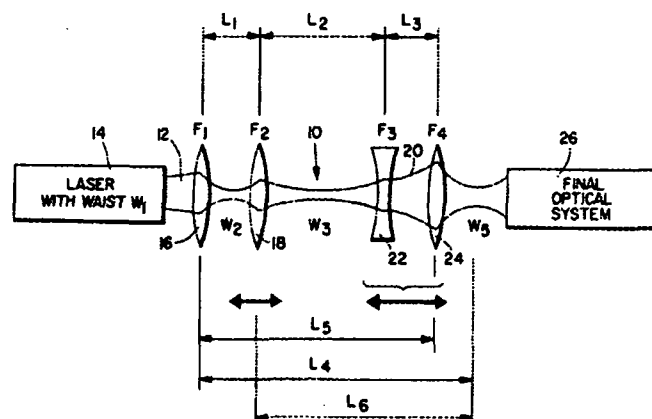 L1 L2 L3
F1 F2 10 F3 F4
14 12 20 26
LASER
WITH WAIST W1
FINAL
OPTICAL
SYSTEM
W2 W3 W5
16 18 22 24
L5
L4
L6